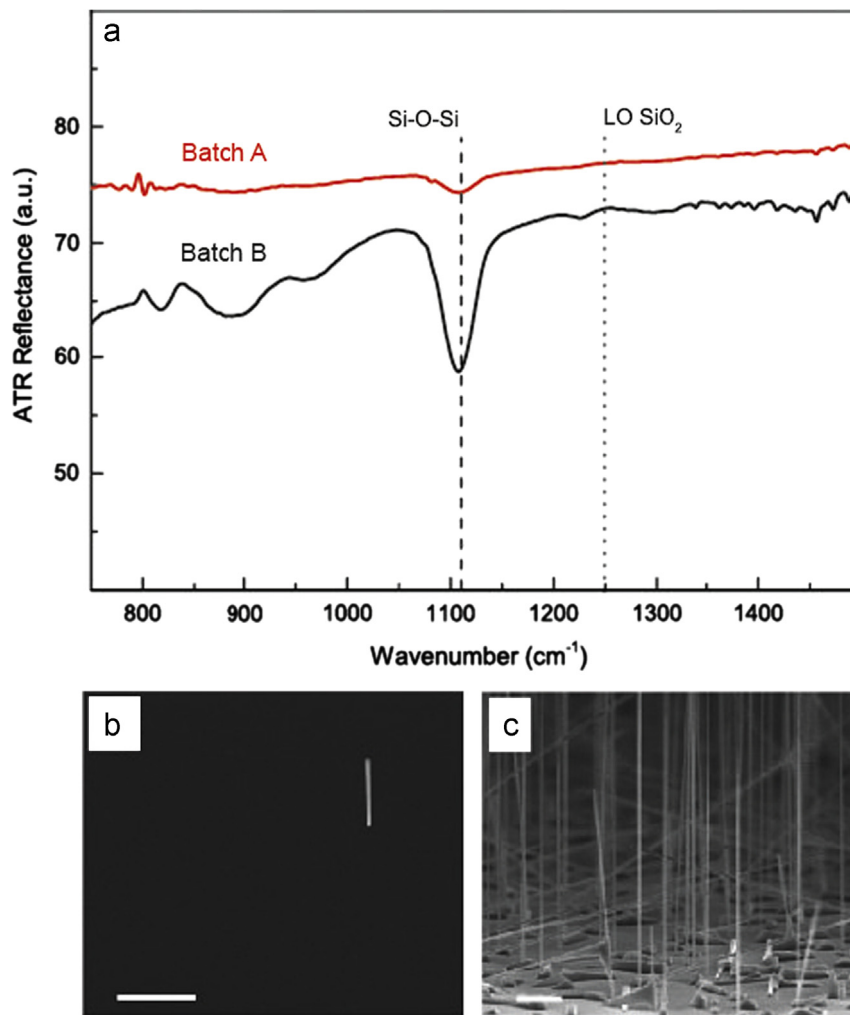 a
Si-O-Si
LO SiO₂
Batch A
Batch B
80
70
60
50
ATR Reflectance (a.u.)
800 900 1000 1100 1200 1300 1400
Wavenumber (cm⁻¹)
b
c